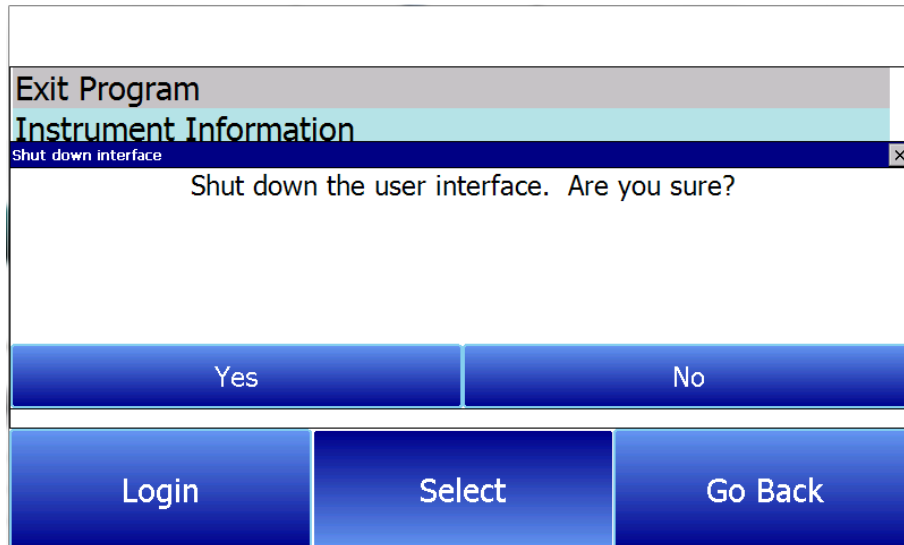 Exit Program
Instrument Information
Shut down interface
Shut down the user interface.  Are you sure?
Yes No
Login Select Go Back